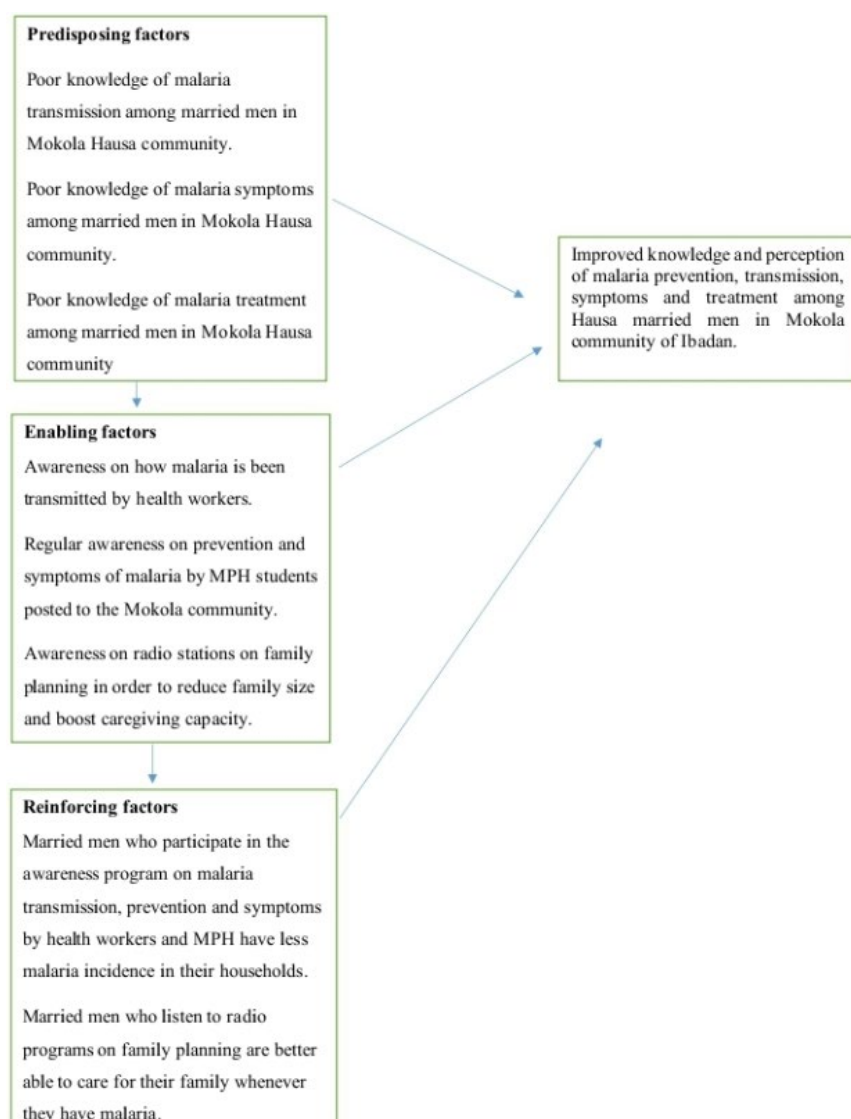 Predisposing factors
Poor knowledge of malaria
transmission among married men in
Mokola Hausa community.
Poor knowledge of malaria symptoms
among married men in Mokola Hausa
community.
Poor knowledge of malaria treatment
among married men in Mokola Hausa
community
Improved knowledge and perception
of malaria prevention, transmission,
symptoms and treatment among
Hausa married men in Mokola
community of Ibadan.
Enabling factors
Awareness on how malaria is been
transmitted by health workers.
Regular awareness on prevention and
symptoms of malaria by MPH students
posted to the Mokola community.
Awareness on radio stations on family
planning in order to reduce family size
and boost caregiving capacity.
Reinforcing factors
Married men who participate in the
awareness program on malaria
transmission, prevention and symptoms
by health workers and MPH have less
malaria incidence in their households.
Married men who listen to radio
programs on family planning are better
able to care for their family whenever
they have malaria.